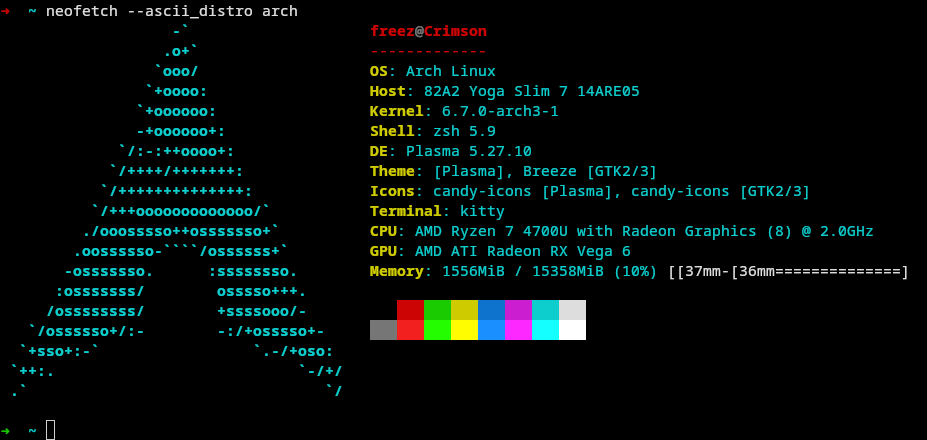 ➜  ~ neofetch --ascii_distro arch
                   -`                    freez@Crimson
                  .o+`                   -------------
                 `ooo/                   OS: Arch Linux
                `+oooo:                  Host: 82A2 Yoga Slim 7 14ARE05
               `+oooooo:                 Kernel: 6.7.0-arch3-1
               -+oooooo+:                Shell: zsh 5.9
             `/:-:++oooo+:               DE: Plasma 5.27.10
            `/++++/+++++++:              Theme: [Plasma], Breeze [GTK2/3]
           `/++++++++++++++:             Icons: candy-icons [Plasma], candy-icons [GTK2/3]
          `/+++ooooooooooooo/`           Terminal: kitty
         ./ooosssso++osssssso+`          CPU: AMD Ryzen 7 4700U with Radeon Graphics (8) @ 2.0GHz
        .oossssso-````/ossssss+`         GPU: AMD ATI Radeon RX Vega 6
       -osssssso.      :ssssssso.        Memory: 1556MiB / 15358MiB (10%) [[37mm-[36mm==============]
      :osssssss/        osssso+++.
     /ossssssss/        +ssssooo/-
   `/ossssso+/:-        -:/+osssso+-
  `+sso+:-`                 `.-/+oso:
 `++:.                           `-/+/
 .`                                 `/
➜  ~